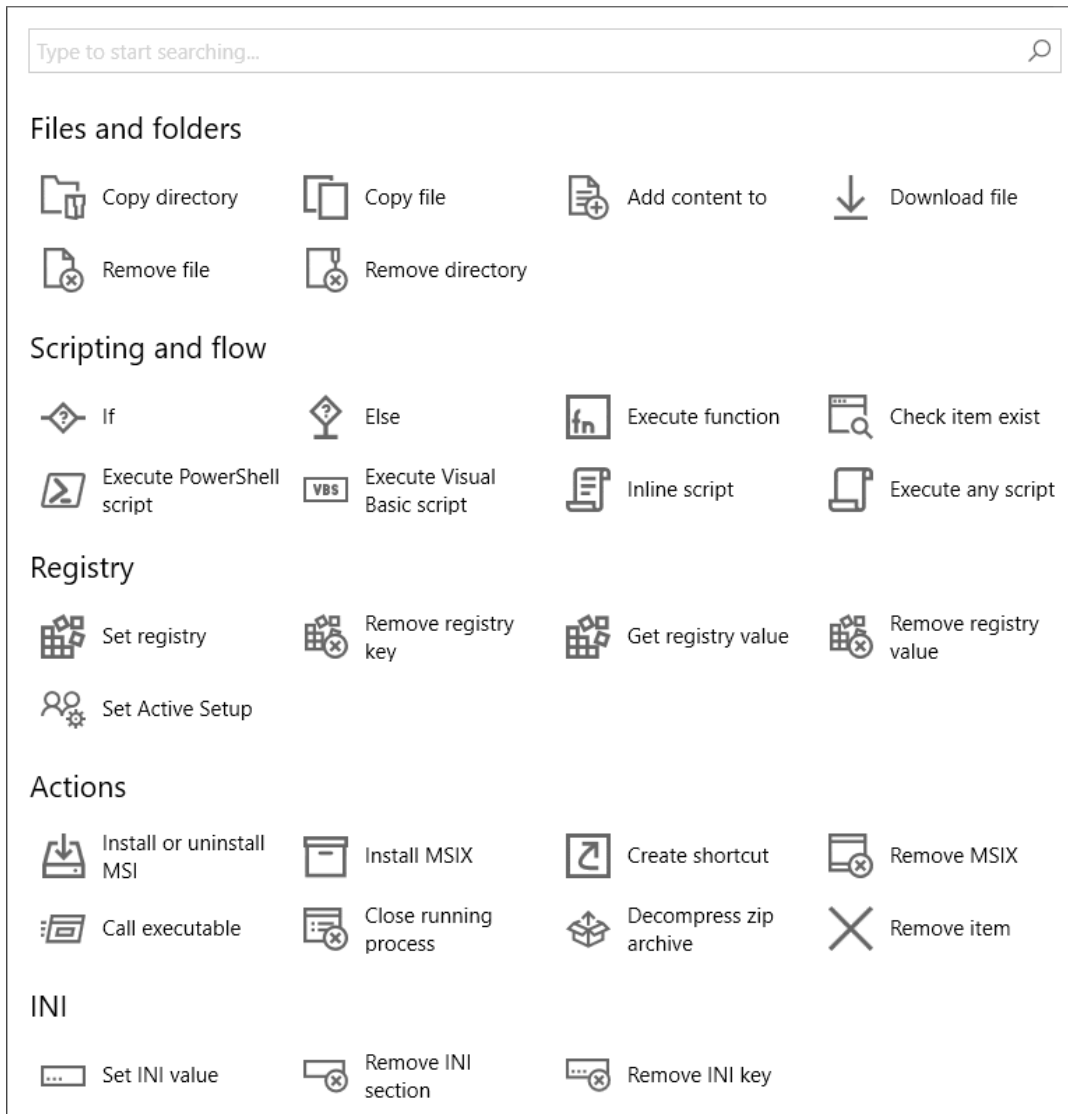 Type to start searching...
Files and folders
Copy directory
Copy file
Add content to
Download file
Remove file
Remove directory
Scripting and flow
If
Else
fn
Execute function
Check item exist
Execute PowerShell
script
VBS
Execute Visual
Basic script
Inline script
Execute any script
Registry
Set registry
Remove registry
key
Get registry value
Remove registry
value
Set Active Setup
Actions
Install or uninstall
MSI
Install MSIX
Create shortcut
Remove MSIX
Call executable
Close running
process
Decompress zip
archive
Remove item
INI
Set INI value
Remove INI
section
Remove INI key